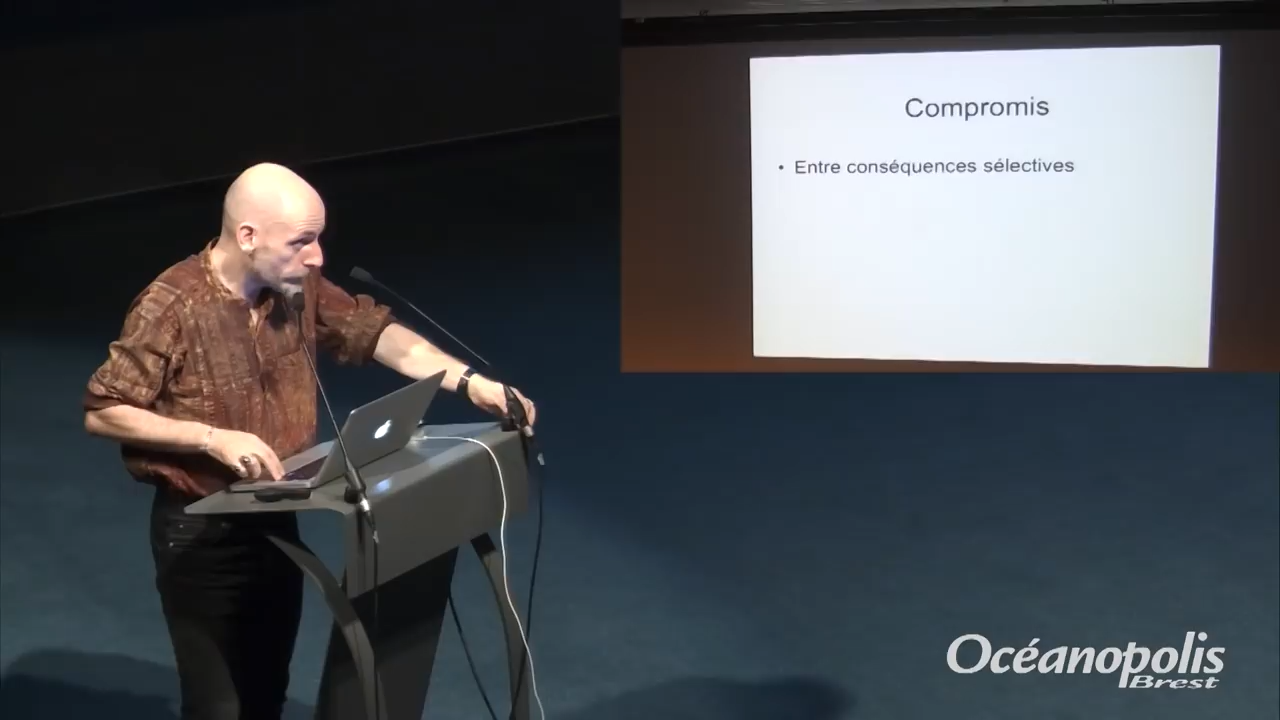 Compromis
• Entre conséquences sélectives
Océanopolis
Brest